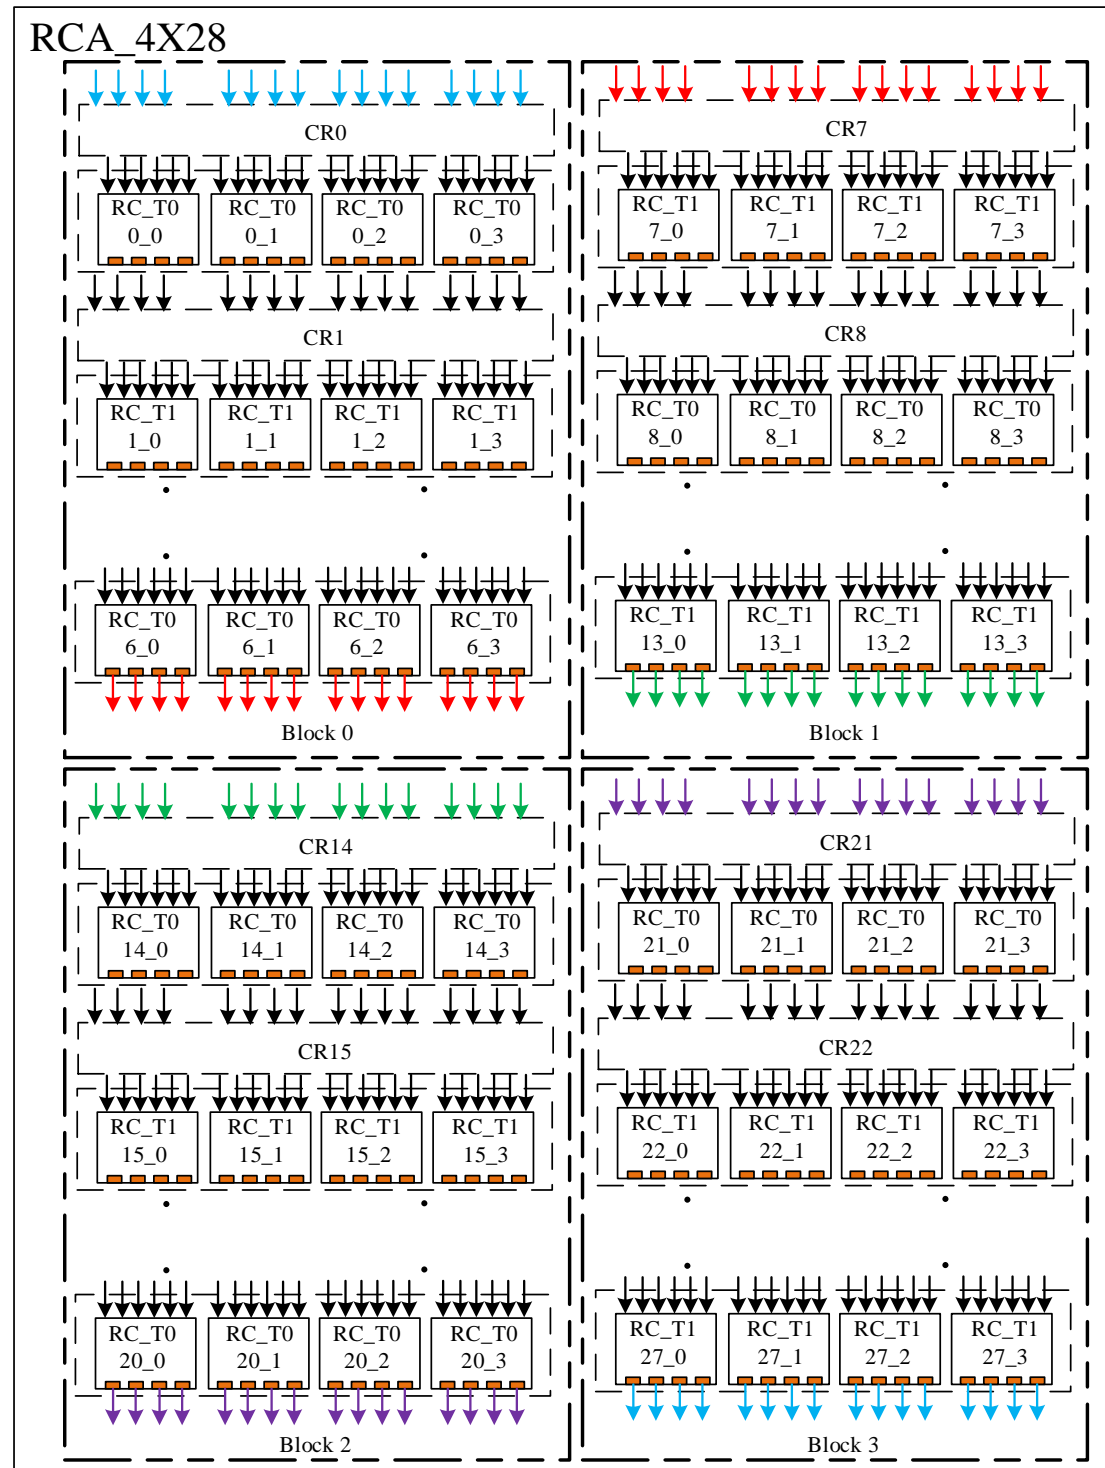 RCA_4X28
CR0
RC_T0 RC_T0 RC_T0 RC_T0
0_0 0_1 0_2 0_3
CR1
RC_T1 RC_T1 RC_T1 RC_T1
1_0 1_1 1_2 1_3
RC_T0 RC_T0 RC_T0 RC_T0
6_0 6_1 6_2 6_3
Block 0
CR7
RC_T1 RC_T1 RC_T1 RC_T1
7_0 7_1 7_2 7_3
CR8
RC_T0 RC_T0 RC_T0 RC_T0
8_0 8_1 8_2 8_3
RC_T1 RC_T1 RC_T1 RC_T1
13_0 13_1 13_2 13_3
Block 1
CR14
RC_T0 RC_T0 RC_T0 RC_T0
14_0 14_1 14_2 14_3
CR15
RC_T1 RC_T1 RC_T1 RC_T1
15_0 15_1 15_2 15_3
RC_T0 RC_T0 RC_T0 RC_T0
20_0 20_1 20_2 20_3
Block 2
CR21
RC_T0 RC_T0 RC_T0 RC_T0
21_0 21_1 21_2 21_3
CR22
RC_T1 RC_T1 RC_T1 RC_T1
22_0 22_1 22_2 22_3
RC_T1 RC_T1 RC_T1 RC_T1
27_0 27_1 27_2 27_3
Block 3